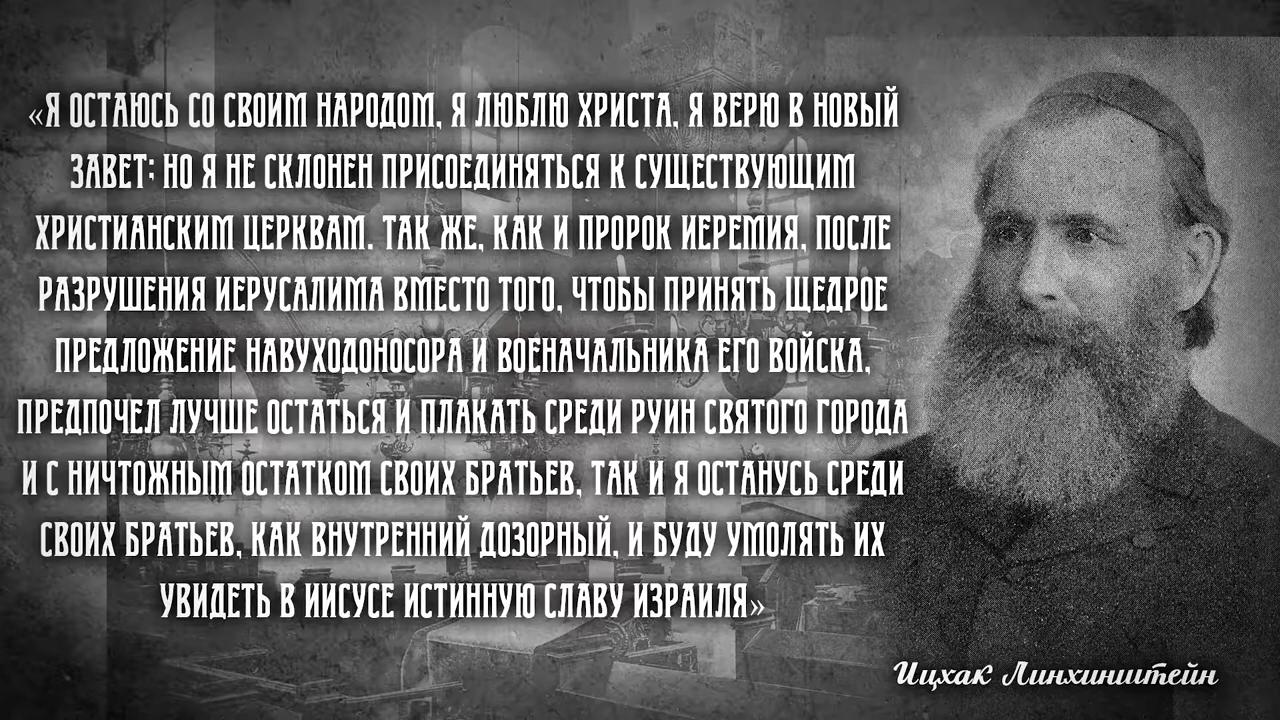 «Я ОСТАЮСЬ СО СВОИМ НАРОДОМ, Я ЛЮБЛЮ ХРИСТА, Я ВЕРЮ В НОВЫЙ
ЗАВЕТ; НО Я НЕ СКЛОНЕН ПРИСОЕДИНЯТЬСЯ К СУЩЕСТВУЮЩИМ
ХРИСТИАНСКИМ ЦЕРКВАМ. ТАК ЖЕ, КАК И ПРОРОК ИЕРЕМИЯ, ПОСЛЕ
РАЗРУШЕНИЯ ИЕРУСАЛИМА ВМЕСТО ТОГО, ЧТОБЫ ПРИНЯТЬ ЩЕДРОЕ
ПРЕДЛОЖЕНИЕ НАВУХОДОНОСОРА И ВОЕНАЧАЛЬНИКА ЕГО ВОЙСКА,
ПРЕДПОЧЕЛ ЛУЧШЕ ОСТАТЬСЯ И ПЛАКАТЬ СРЕДИ РУИН СВЯТОГО ГОРОДА
И С НИЧТОЖНЫМ ОСТАТКОМ СВОИХ БРАТЬЕВ, ТАК И Я ОСТАНУСЬ СРЕДИ
СВОИХ БРАТЬЕВ, КАК ВНУТРЕННИЙ ДОЗОРНЫЙ, И БУДУ УМОЛЯТЬ ИХ
УВИДЕТЬ В ИИСУСЕ ИСТИННУЮ СЛАВУ ИЗРАИЛЯ»
Ицхак Линхинштейн